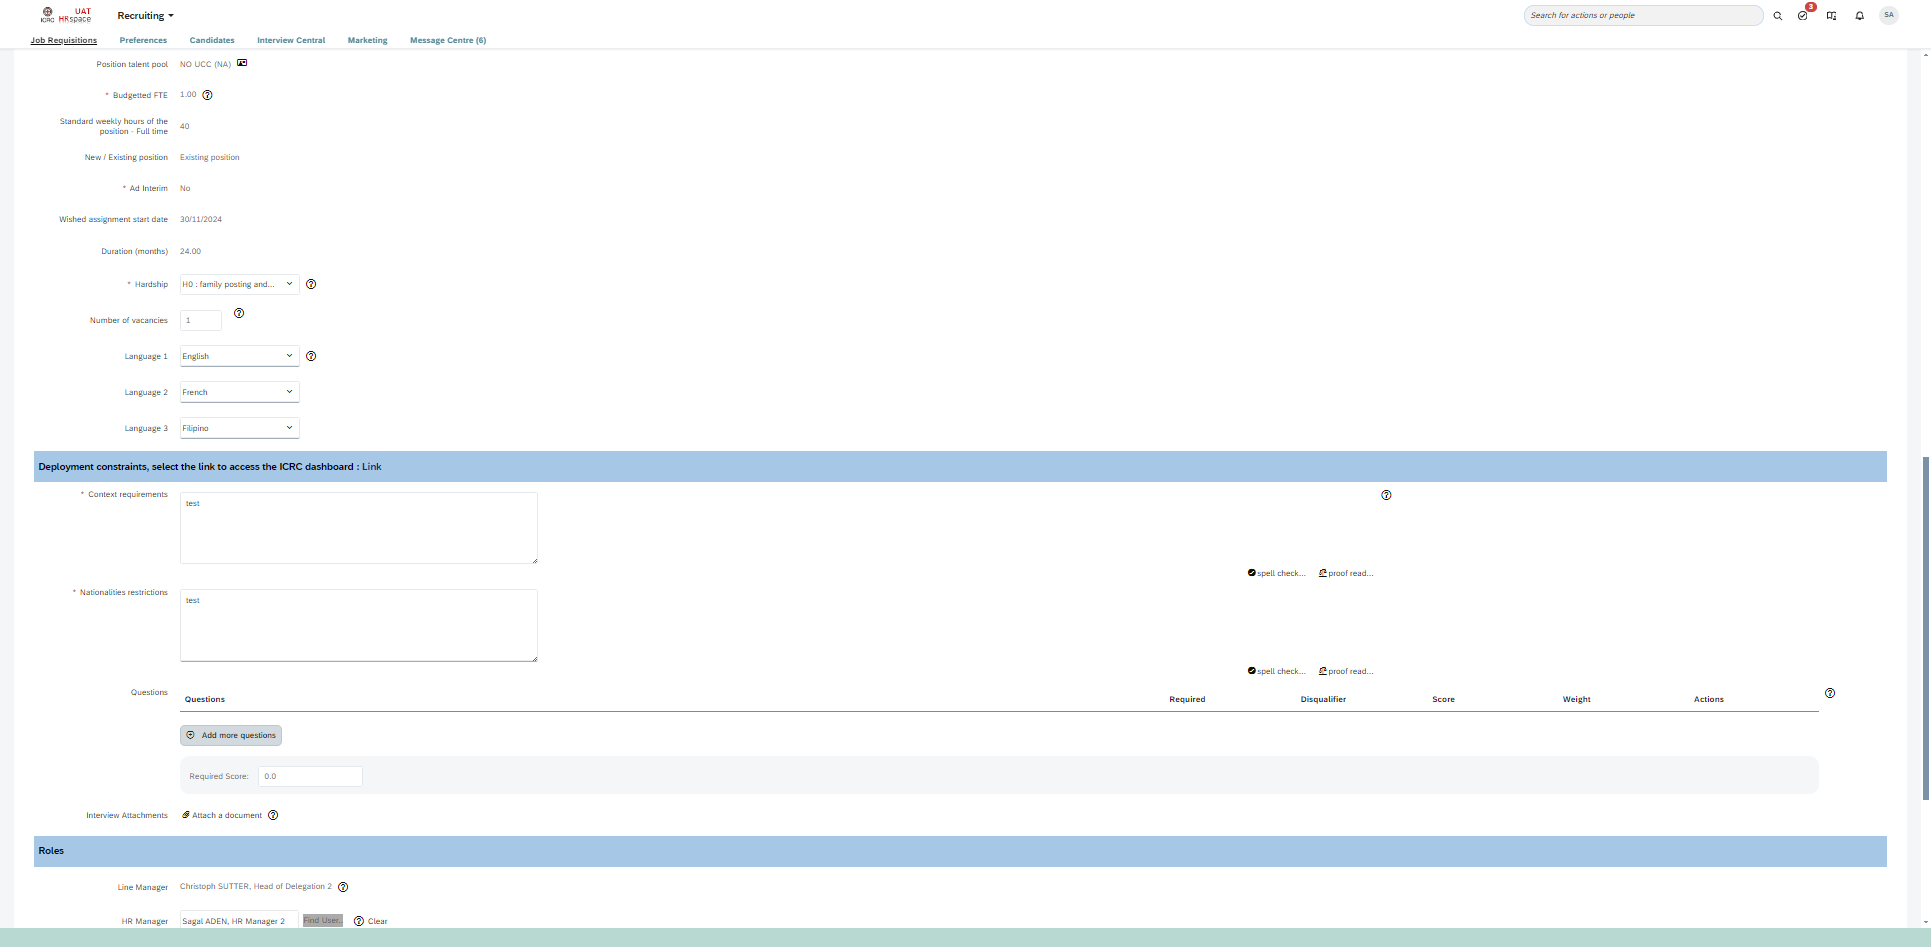 ICRC UAT HRspace
Recruiting
Search for actions or people
3
SA
Job Requisitions Preferences Candidates Interview Central Marketing Message Centre (6)
Position talent pool NO UCC (NA)
* Budgetted FTE 1.00
Standard weekly hours of the
position - Full time 40
New / Existing position Existing position
* Ad Interim No
Wished assignment start date 30/11/2024
Duration (months) 24.00
* Hardship H0 : family posting and...
Number of vacancies 1
Language 1 English
Language 2 French
Language 3 Filipino
Deployment constraints, select the link to access the ICRC dashboard : Link
* Context requirements test
spell check... proof read...
* Nationalities restrictions test
spell check... proof read...
Questions Questions Required Disqualifier Score Weight Actions
Add more questions
Required Score: 0.0
Interview Attachments Attach a document
Roles
Line Manager Christoph SUTTER, Head of Delegation 2
HR Manager Sagal ADEN, HR Manager 2 Find User... Clear